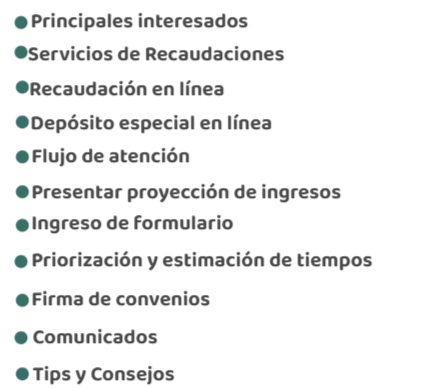 Principales interesados
Servicios de Recaudaciones
Recaudación en línea
Depósito especial en línea
Flujo de atención
Presentar proyección de ingresos
Ingreso de formulario
Priorización y estimación de tiempos
Firma de convenios
Comunicados
Tips y Consejos